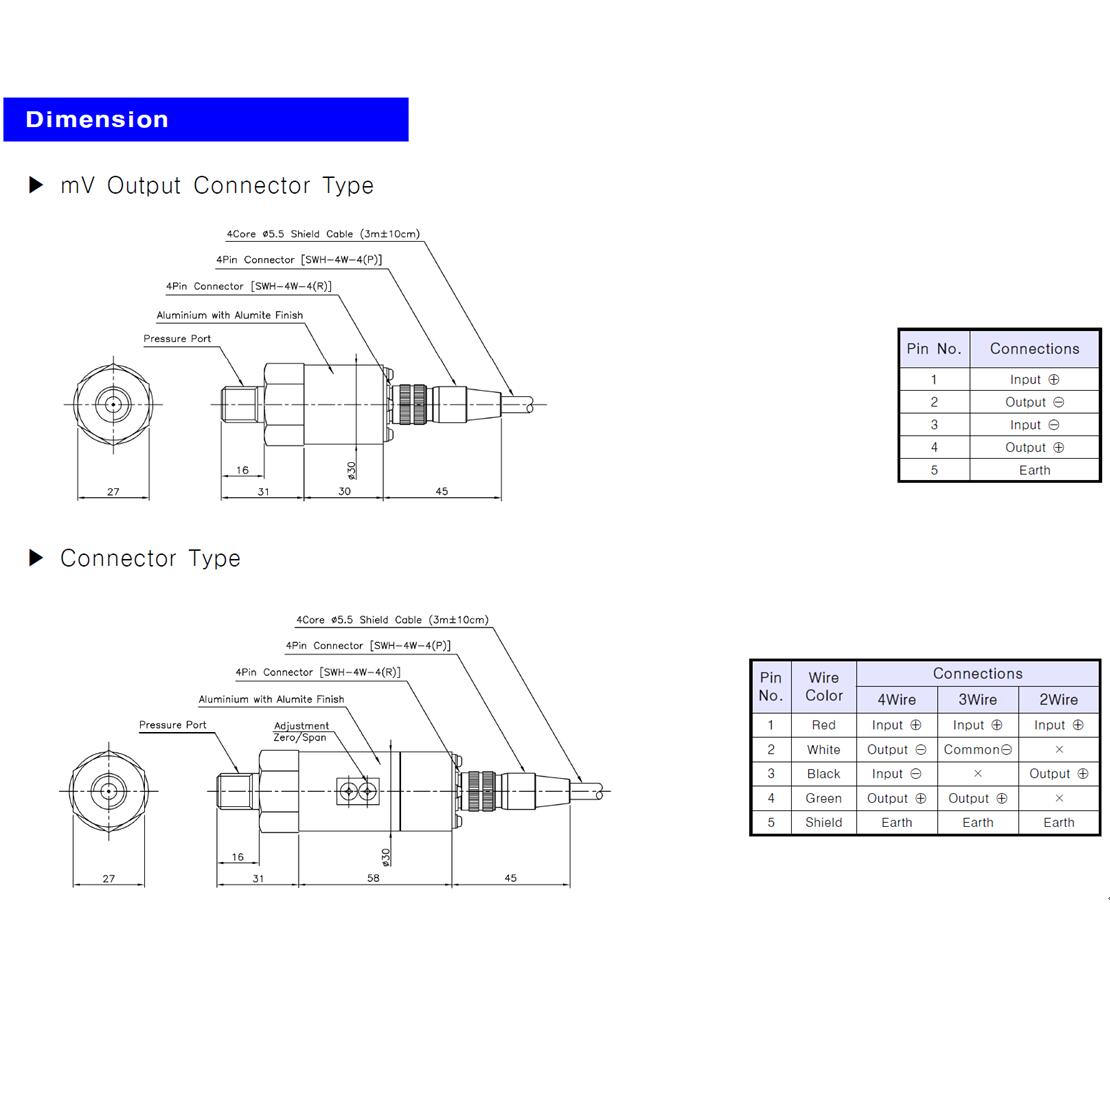 Dimension
▶ mV Output Connector Type
4Core ø5.5 Shield Cable (3m±10cm)
4Pin Connector [SWH-4W-4(P)]
4Pin Connector [SWH-4W-4(R)]
Aluminium with Alumite Finish
Pressure Port
16
ø30
27
31
30
45
Pin No. Connections
1 Input ⊕
2 Output ⊖
3 Input ⊖
4 Output ⊕
5 Earth
▶ Connector Type
4Core ø5.5 Shield Cable (3m±10cm)
4Pin Connector [SWH-4W-4(P)]
4Pin Connector [SWH-4W-4(R)]
Aluminium with Alumite Finish
Pressure Port
Adjustment
Zero/Span
16
ø30
27
31
58
45
Pin No. Wire Color Connections
4Wire 3Wire 2Wire
1 Red Input ⊕ Input ⊕ Input ⊕
2 White Output ⊖ Common⊖ ×
3 Black Input ⊖ × Output ⊕
4 Green Output ⊕ Output ⊕ ×
5 Shield Earth Earth Earth